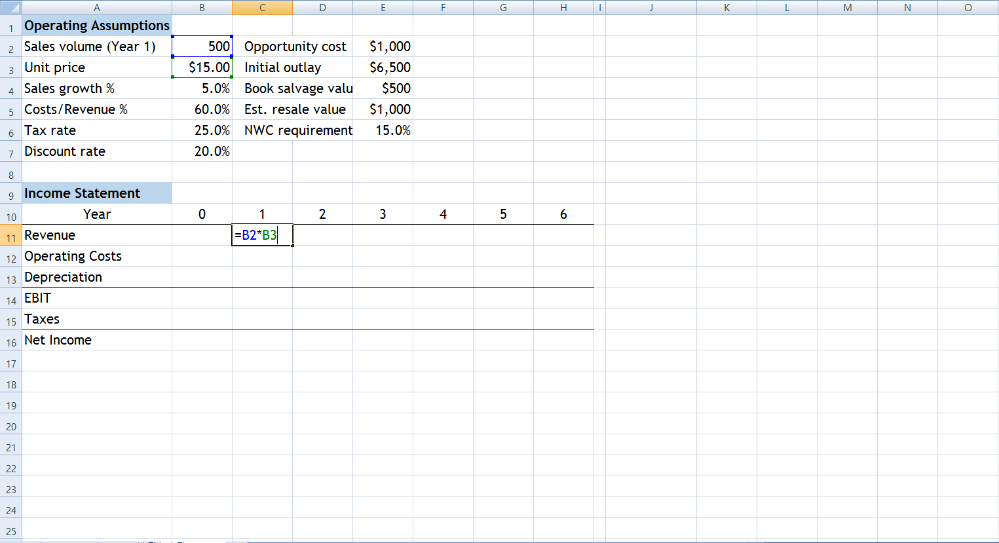 A B C D E F G H I J K L M N O
1 Operating Assumptions
2 Sales volume (Year 1) 500 Opportunity cost $1,000
3 Unit price $15.00 Initial outlay $6,500
4 Sales growth % 5.0% Book salvage valu $500
5 Costs/Revenue % 60.0% Est. resale value $1,000
6 Tax rate 25.0% NWC requirement 15.0%
7 Discount rate 20.0%
8
9 Income Statement
10 Year 0 1 2 3 4 5 6
11 Revenue =B2*B3
12 Operating Costs
13 Depreciation
14 EBIT
15 Taxes
16 Net Income
17
18
19
20
21
22
23
24
25